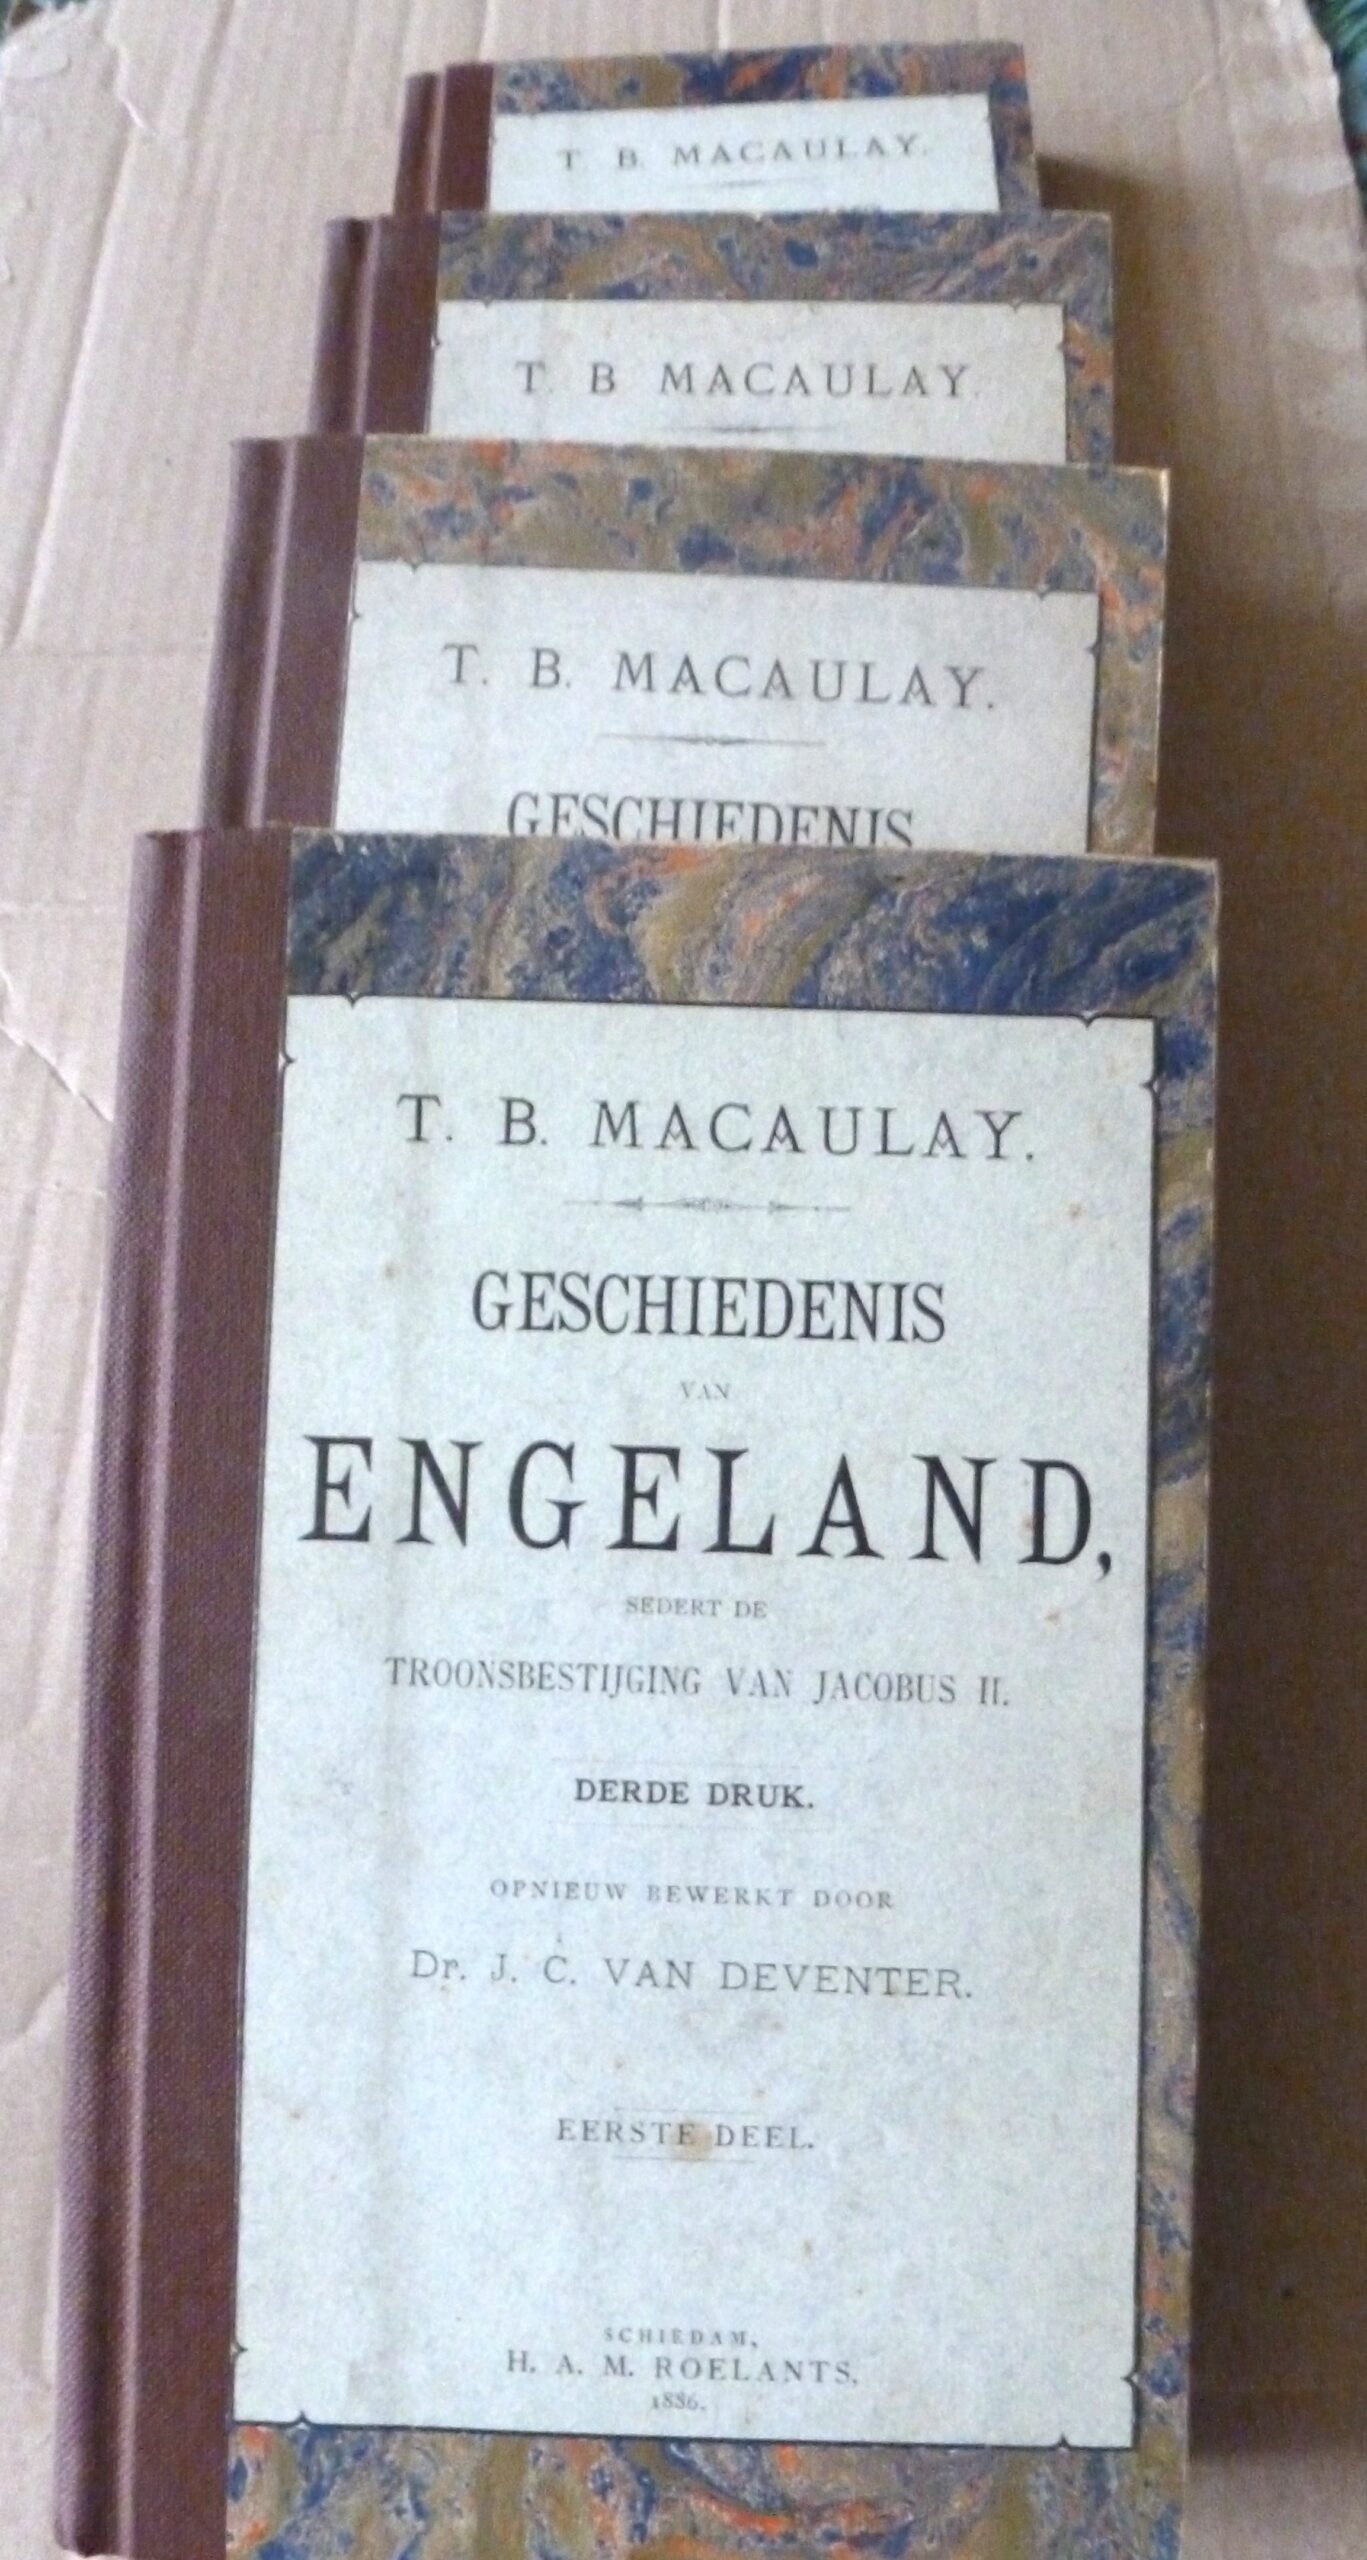 T. B. MACAULAY.
T. B MACAULAY.
T. B. MACAULAY.
GESCHIEDENIS
T. B. MACAULAY.
GESCHIEDENIS
VAN
ENGELAND,
SEDERT DE
TROONSBESTIJGING VAN JACOBUS II.
DERDE DRUK.
OPNIEUW BEWERKT DOOR
Dr. J. C. VAN DEVENTER.
EERSTE DEEL.
SCHIEDAM,
H. A. M. ROELANTS.
1886.